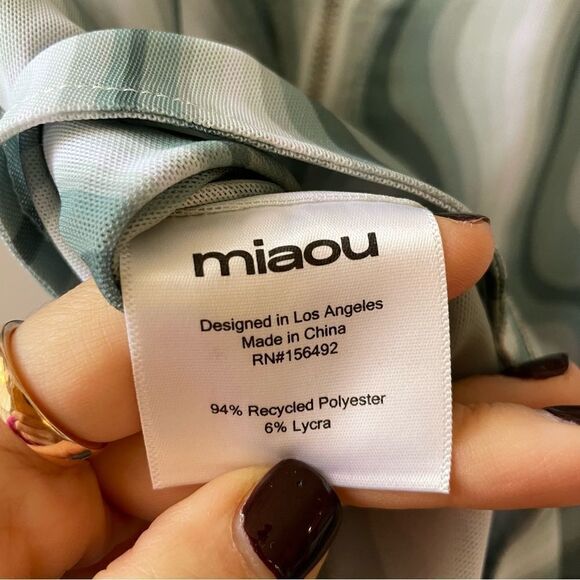 miaou
Designed in Los Angeles
Made in China
RN#156492
94% Recycled Polyester
6% Lycra